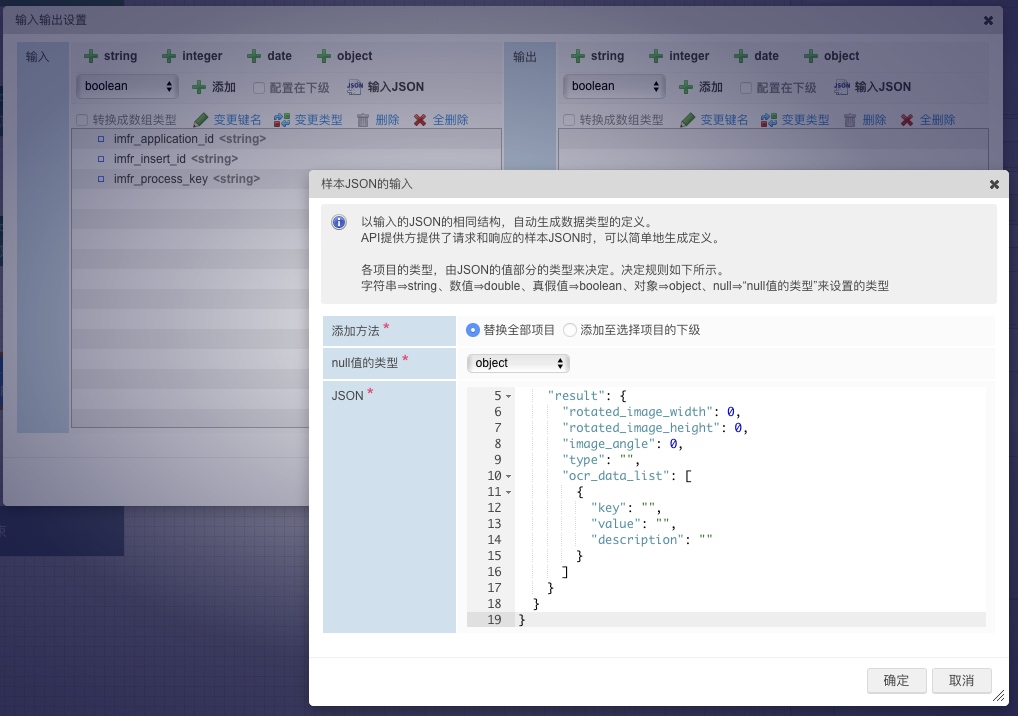 输入输出设置
输入
string
integer
date
object
boolean
添加
配置在下级
输入JSON
转换成数组类型
变更键名
变更类型
删除
全删除
imfr_application_id <string>
imfr_insert_id <string>
imfr_process_key <string>
输出
string
integer
date
object
boolean
添加
配置在下级
输入JSON
转换成数组类型
变更键名
变更类型
删除
全删除
样本JSON的输入
以输入的JSON的相同结构，自动生成数据类型的定义。
API提供方提供了请求和响应的样本JSON时，可以简单地生成定义。
各项目的类型，由JSON的值部分的类型来决定。决定规则如下所示。
字符串⇒string、数值⇒double、真假值⇒boolean、对象⇒object、null⇒“null值的类型”来设置的类型
添加方法 *
替换全部项目 添加至选择项目的下级
null值的类型 *
object
JSON *
5 "result": {
6 "rotated_image_width": 0,
7 "rotated_image_height": 0,
8 "image_angle": 0,
9 "type": "",
10 "ocr_data_list": [
11 {
12 "key": "",
13 "value": "",
14 "description": ""
15 }
16 ]
17 }
18 }
19 }
确定
取消